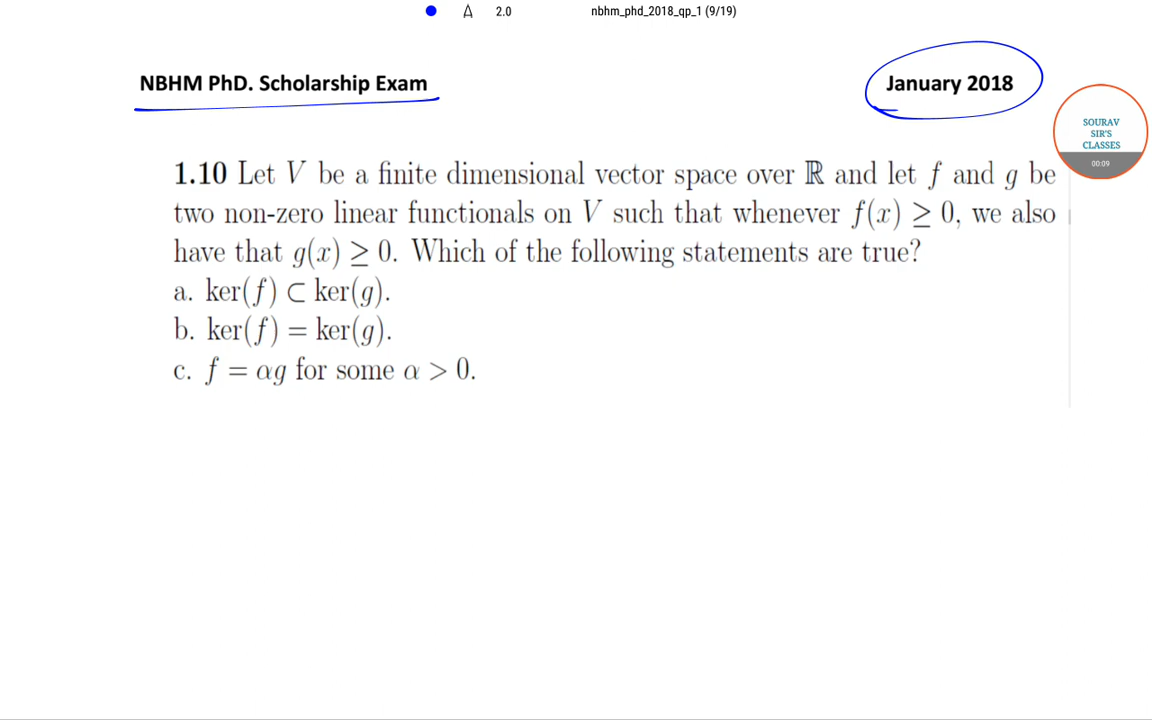 2.0 nbhm_phd_2018_qp_1 (9/19)
NBHM PhD. Scholarship Exam January 2018
SOURAV
SIR'S
CLASSES
00:09
1.10 Let V be a finite dimensional vector space over ℝ and let f and g be
two non-zero linear functionals on V such that whenever f(x) ≥ 0, we also
have that g(x) ≥ 0. Which of the following statements are true?
a. ker(f) ⊂ ker(g).
b. ker(f) = ker(g).
c. f = αg for some α > 0.